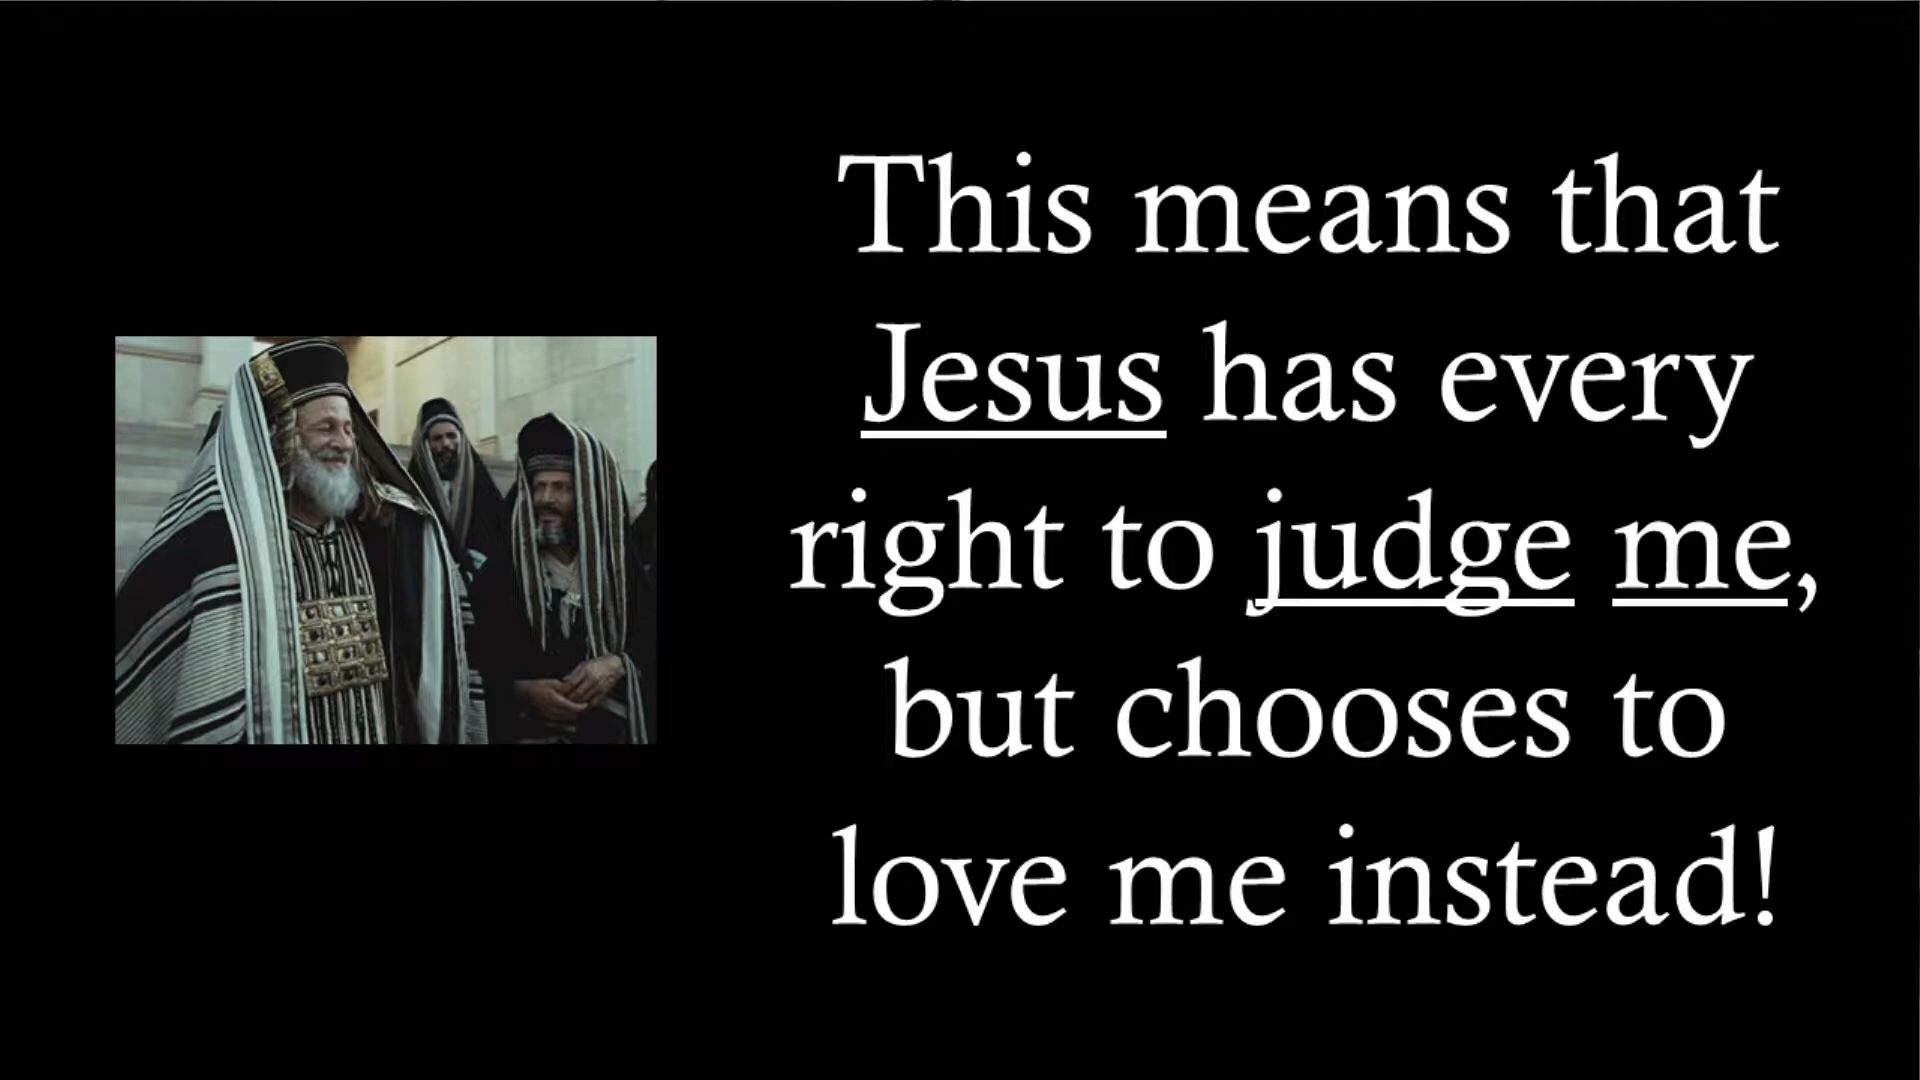 This means that
Jesus has every
right to judge me,
but chooses to
love me instead!